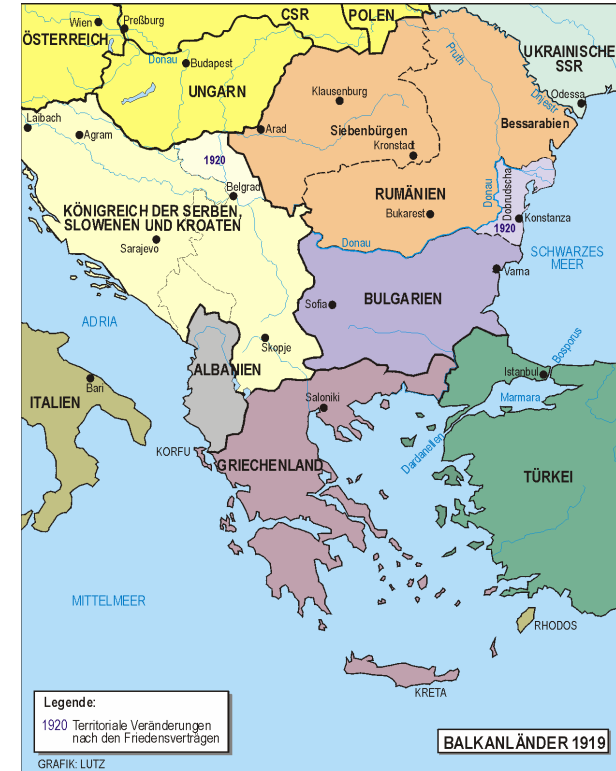 CSR
POLEN
Wien
Preßburg
ÖSTERREICH
UKRAINISCHE
SSR
Donau
Budapest
Pruth
UNGARN
Klausenburg
Dnjestr
Odessa
Laibach
Agram
Arad
Siebenbürgen
Bessarabien
Kronstadt
1920
Belgrad
RUMÄNIEN
Donau
Dobrudscha
KÖNIGREICH DER SERBEN,
SLOWENEN UND KROATEN
Bukarest
Konstanza
1920
Sarajevo
Donau
SCHWARZES
MEER
Varna
Sofia
BULGARIEN
ADRIA
Skopje
Bosporus
ALBANIEN
Istanbul
Bari
Saloniki
Marmara
ITALIEN
KORFU
Dardanellen
GRIECHENLAND
TÜRKEI
MITTELMEER
RHODOS
KRETA
Legende:
1920 Territoriale Veränderungen
nach den Friedensverträgen
BALKANLÄNDER 1919
GRAFIK: LUTZ